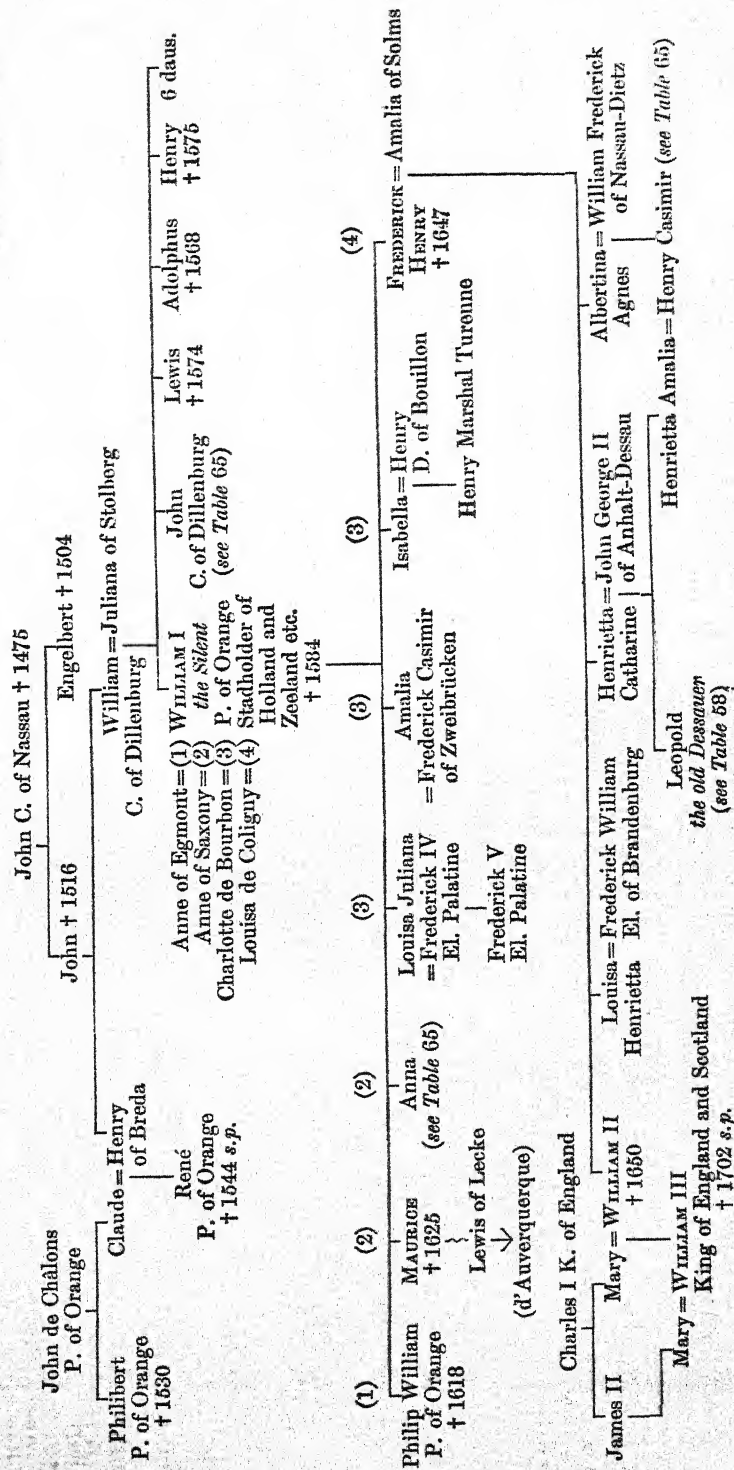 John C. of Nassau † 1475
John de Châlons
P. of Orange
John † 1516
Engelbert † 1504
Philibert
P. of Orange
† 1530
Claude = Henry
of Breda
William = Juliana of Stolberg
C. of Dillenburg
René
P. of Orange
† 1544 s.p.
Anne of Egmont = (1)
Anne of Saxony = (2)
Charlotte de Bourbon = (3)
Louisa de Coligny = (4)
WILLIAM I
the Silent
P. of Orange
Stadholder of
Holland and
Zeeland etc.
† 1584
John
C. of Dillenburg
(see Table 65)
Lewis
† 1574
Adolphus
† 1568
Henry
† 1575
6 daus.
(1)
Philip William
P. of Orange
† 1618
(2)
MAURICE
† 1625
Lewis of Lecke
(d'Auverquerque)
(2)
Anna
(see Table 65)
(3)
Louisa Juliana
= Frederick IV
El. Palatine
Frederick V
El. Palatine
(3)
Amalia
= Frederick Casimir
of Zweibrücken
(3)
Isabella = Henry
D. of Bouillon
Henry Marshal Turenne
(4)
FREDERICK = Amalia of Solms
HENRY
† 1647
Charles I K. of England
James II
Mary = WILLIAM II
† 1650
Louisa = Frederick William
Henrietta El. of Brandenburg
Henrietta = John George II
Catharine of Anhalt-Dessau
Albertina = William Frederick
Agnes of Nassau-Dietz
Mary = WILLIAM III
King of England and Scotland
† 1702 s.p.
Leopold
the old Dessauer
(see Table 58)
Henrietta Amalia = Henry Casimir (see Table 65)